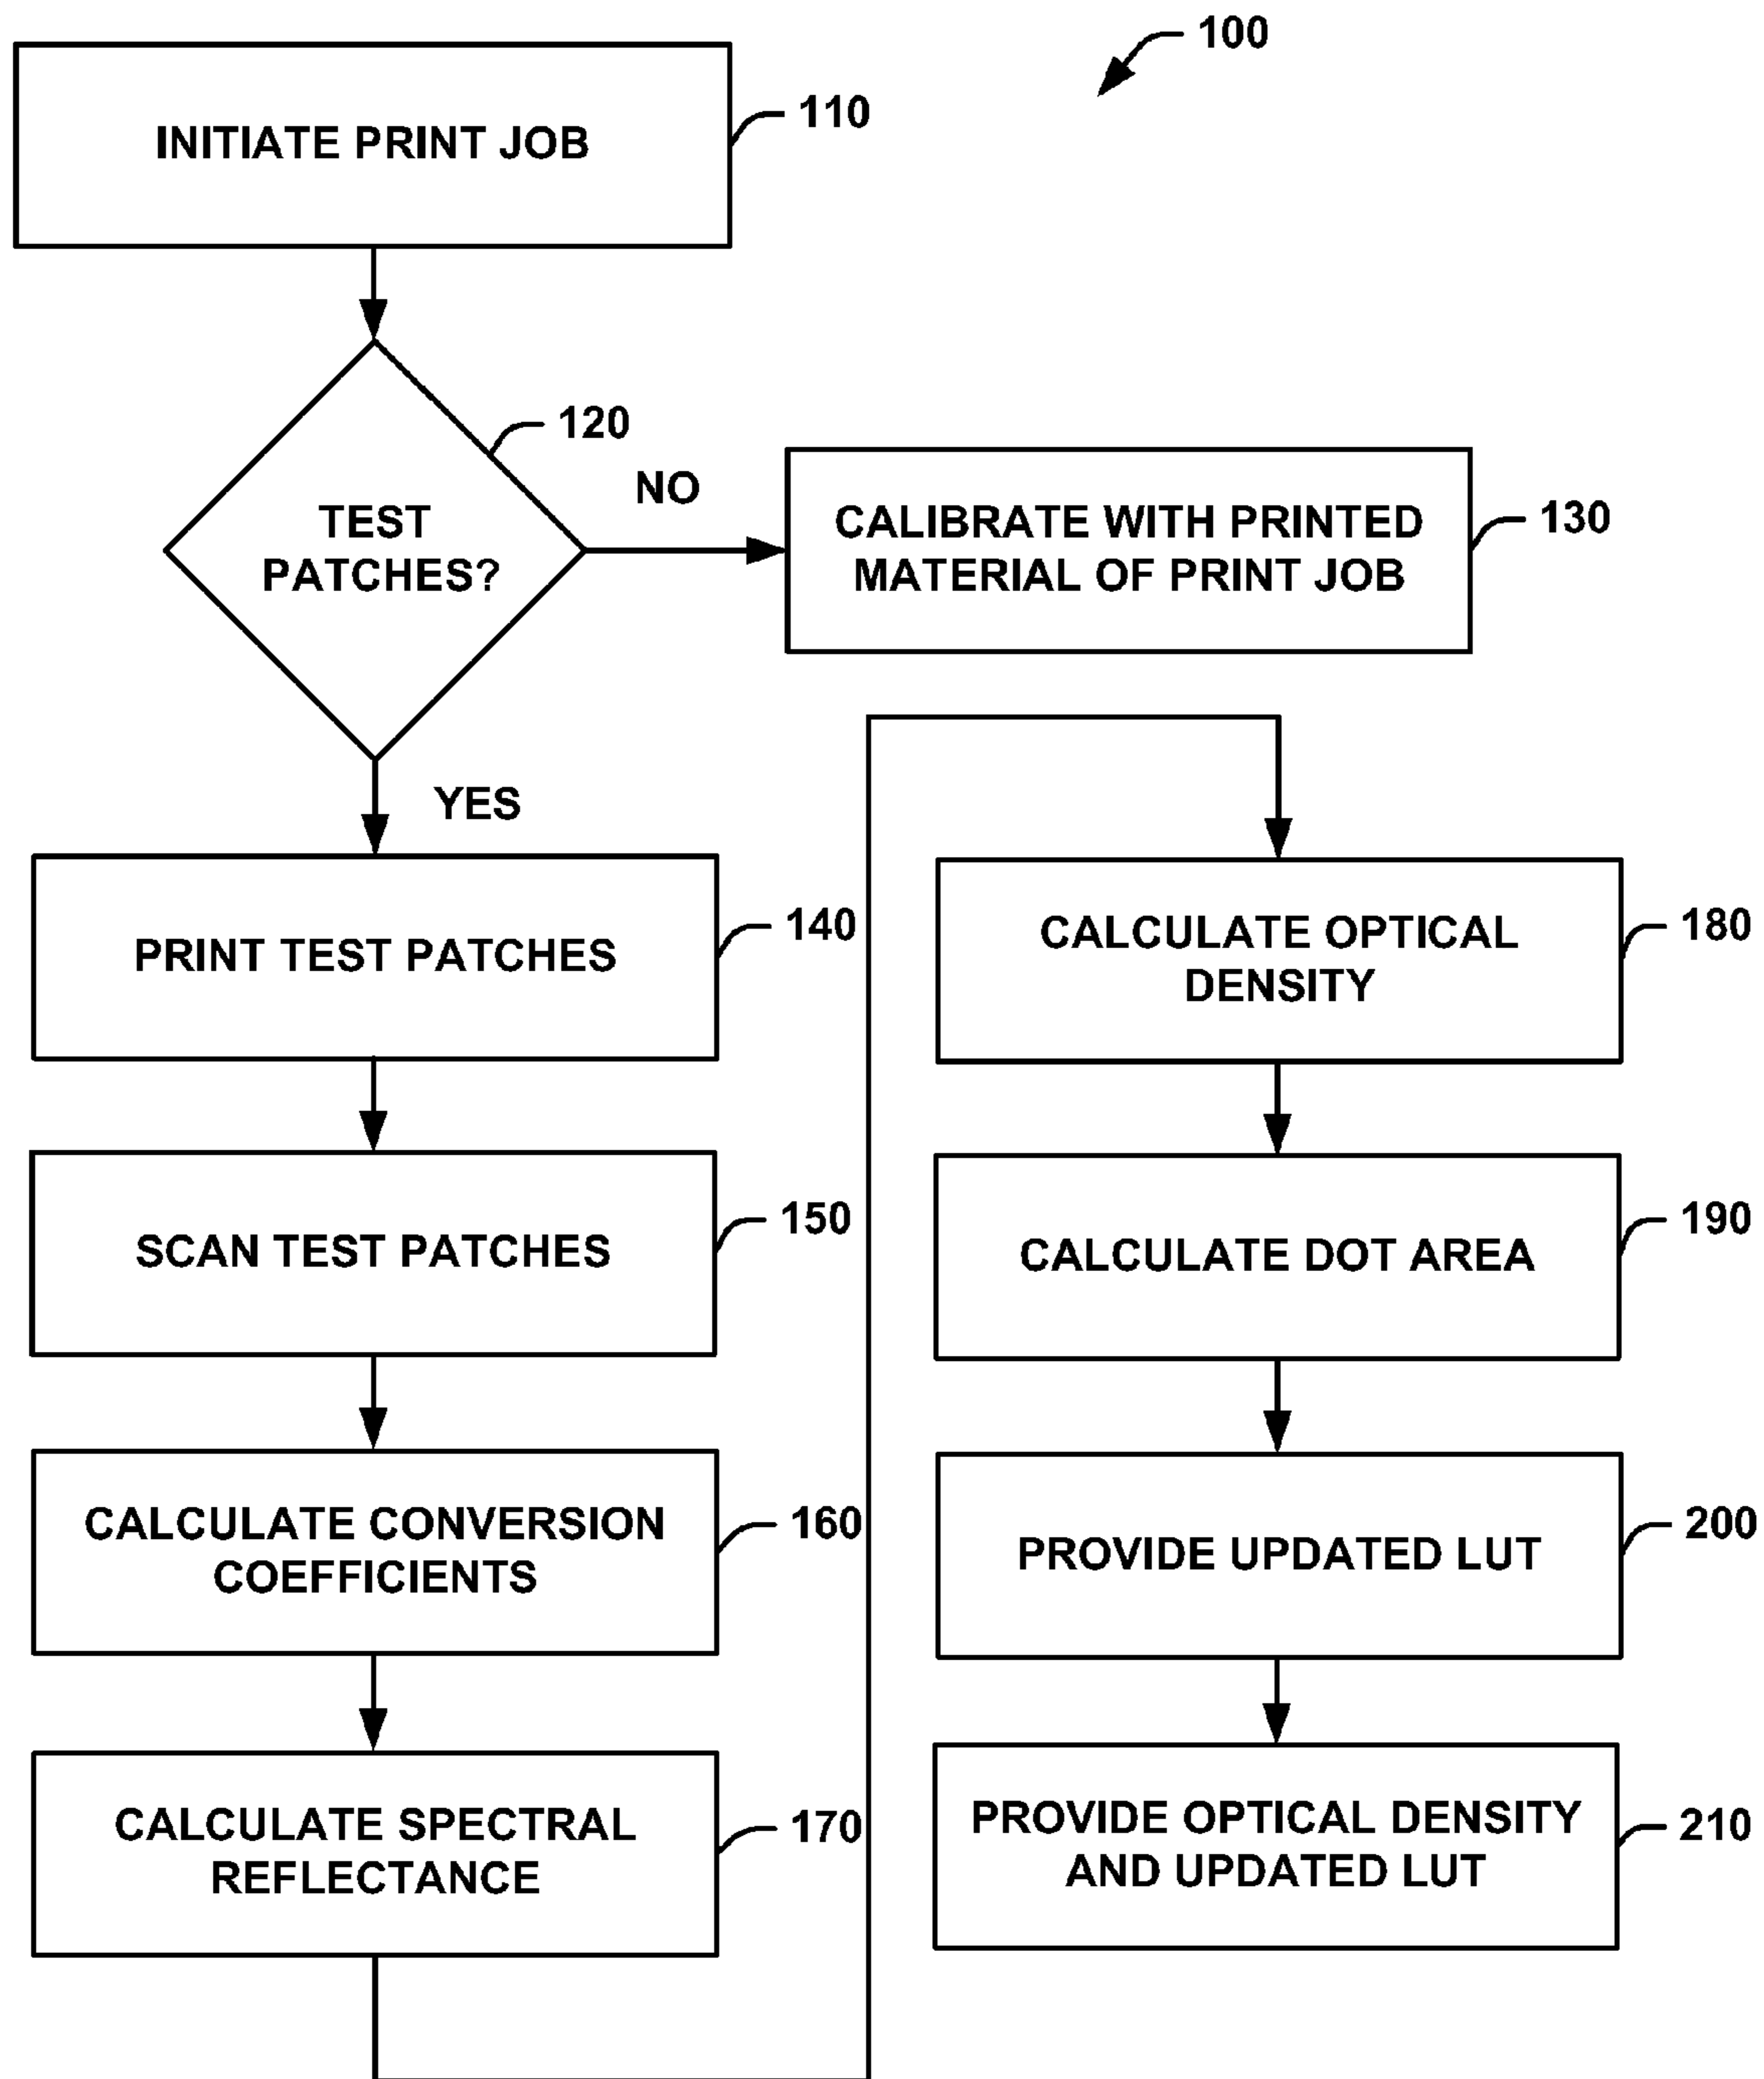 100
INITIATE PRINT JOB
110
120
TEST
PATCHES?
NO
CALIBRATE WITH PRINTED
MATERIAL OF PRINT JOB
130
YES
PRINT TEST PATCHES
140
SCAN TEST PATCHES
150
CALCULATE CONVERSION
COEFFICIENTS
160
CALCULATE SPECTRAL
REFLECTANCE
170
CALCULATE OPTICAL
DENSITY
180
CALCULATE DOT AREA
190
PROVIDE UPDATED LUT
200
PROVIDE OPTICAL DENSITY
AND UPDATED LUT
210